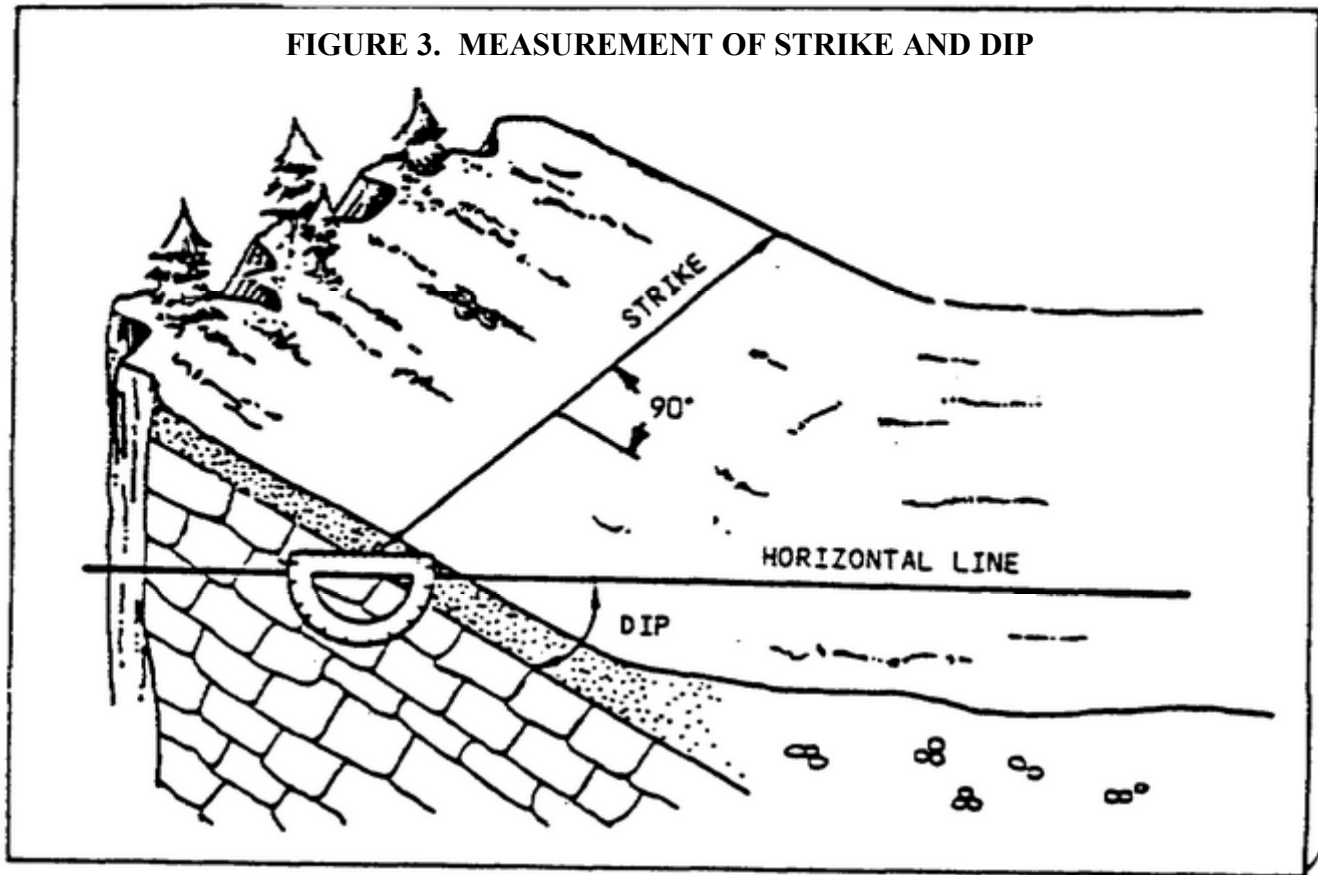 FIGURE 3. MEASUREMENT OF STRIKE AND DIP
STRIKE
90°
HORIZONTAL LINE
DIP